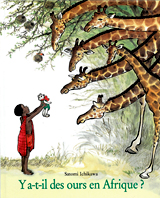 Satomi Ichikawa
Y a-t-il des ours en Afrique ?